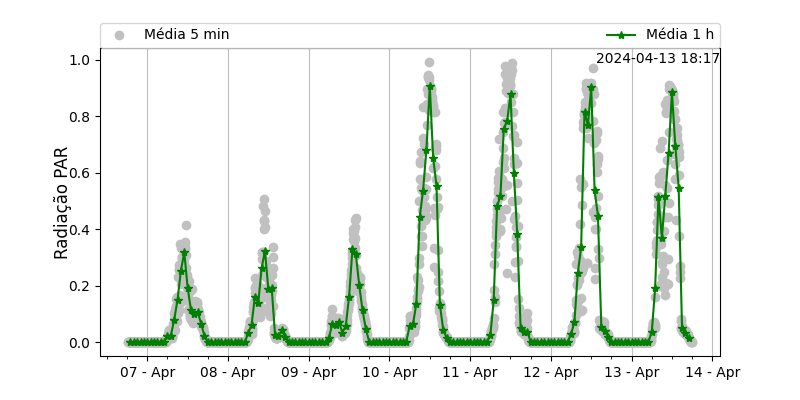 Média 5 min
Média 1 h
2024-04-13 18:17
1.0
0.8
0.6
0.4
0.2
0.0
Radiação PAR
07 - Apr
08 - Apr
09 - Apr
10 - Apr
11 - Apr
12 - Apr
13 - Apr
14 - Apr